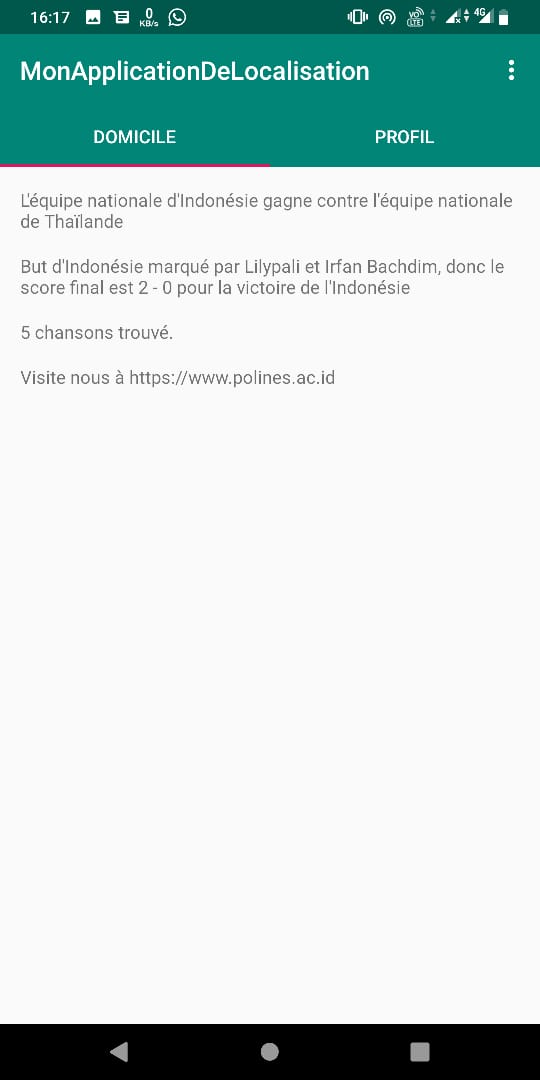 16:17 0 KB/s VO LTE 4G
MonApplicationDeLocalisation
DOMICILE PROFIL
L'équipe nationale d'Indonésie gagne contre l'équipe nationale
de Thaïlande
But d'Indonésie marqué par Lilypali et Irfan Bachdim, donc le
score final est 2 - 0 pour la victoire de l'Indonésie
5 chansons trouvé.
Visite nous à https://www.polines.ac.id